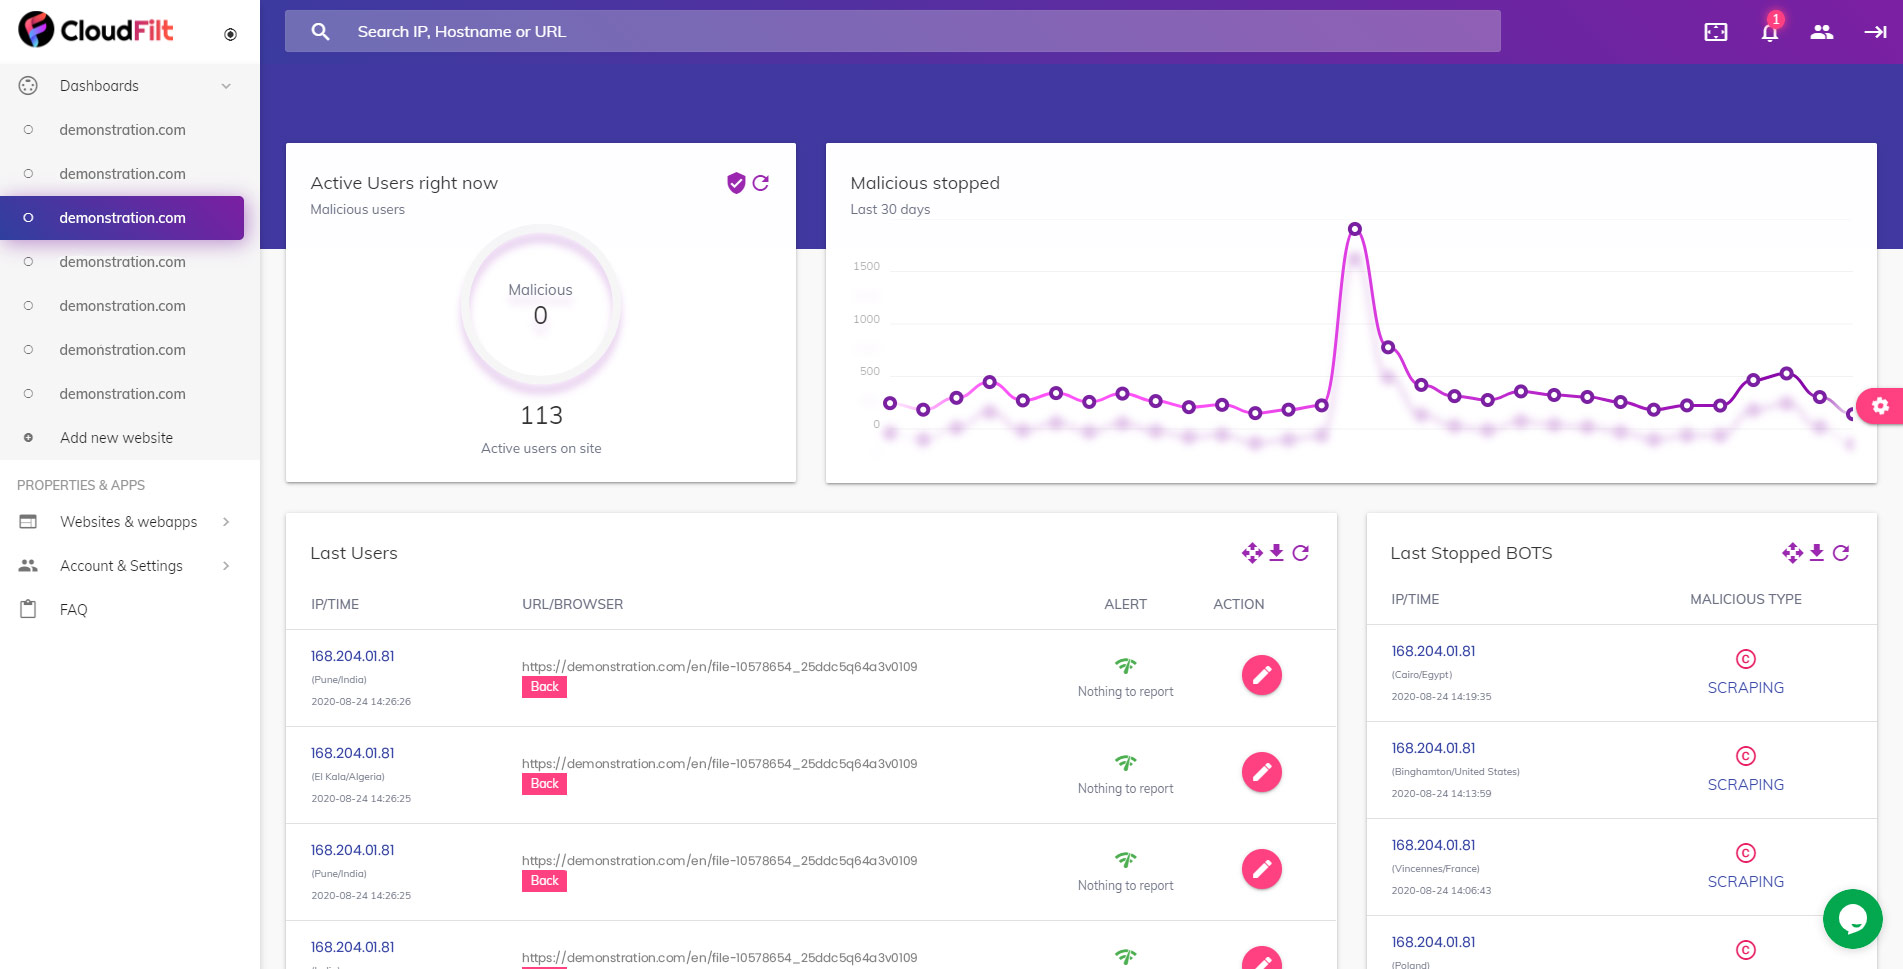 CloudFilt
Search IP, Hostname or URL
1
Dashboards
demonstration.com
demonstration.com
demonstration.com
demonstration.com
demonstration.com
demonstration.com
demonstration.com
Add new website
PROPERTIES & APPS
Websites & webapps
Account & Settings
FAQ
Active Users right now
Malicious users
Malicious
0
113
Active users on site
Malicious stopped
Last 30 days
1500
1000
500
0
Last Users
IP/TIME URL/BROWSER ALERT ACTION
168.204.01.81
(Pune/India)
2020-08-24 14:26:26
https://demonstration.com/en/file-10578654_25ddc5q64a3v0109
Back
Nothing to report
168.204.01.81
(El Kala/Algeria)
2020-08-24 14:26:25
https://demonstration.com/en/file-10578654_25ddc5q64a3v0109
Back
Nothing to report
168.204.01.81
(Pune/India)
2020-08-24 14:26:25
https://demonstration.com/en/file-10578654_25ddc5q64a3v0109
Back
Nothing to report
168.204.01.81
https://demonstration.com/en/file-10578654_25ddc5q64a3v0109
Last Stopped BOTS
IP/TIME MALICIOUS TYPE
168.204.01.81
(Cairo/Egypt)
2020-08-24 14:19:35
C
SCRAPING
168.204.01.81
(Binghamton/United States)
2020-08-24 14:13:59
C
SCRAPING
168.204.01.81
(Vincennes/France)
2020-08-24 14:06:43
C
SCRAPING
168.204.01.81
(Poland)
C